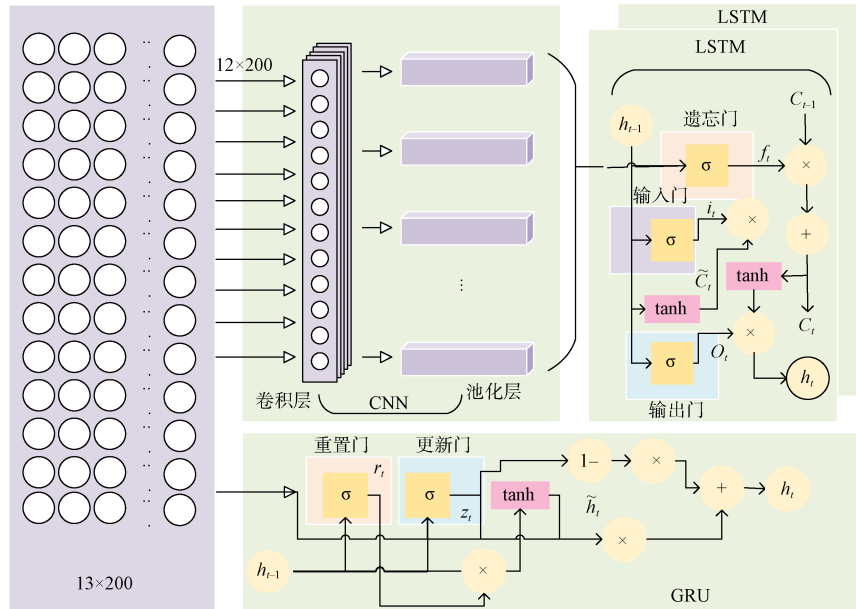 12×200
13×200
卷积层
CNN
池化层
⋮
LSTM
LSTM
h_{t-1}
遗忘门
C_{t-1}
σ
f_t
×
输入门
i_t
σ
×
+
C̃_t
tanh
tanh
C_t
σ
O_t
×
h_t
输出门
重置门
r_t
更新门
σ
σ
z_t
tanh
1−
×
h̃_t
+
h_t
h_{t-1}
×
×
GRU